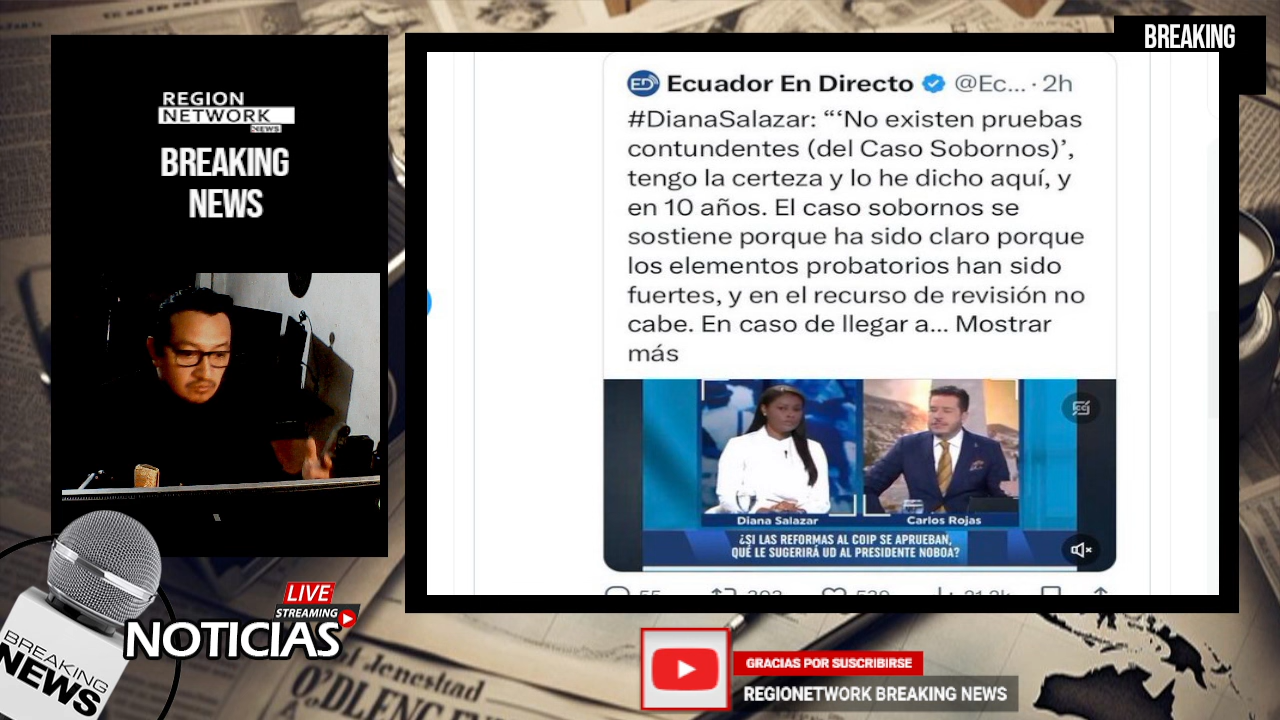 BREAKING
REGION
NETWORK
NEWS
BREAKING
NEWS
Ecuador En Directo @Ec... · 2h
#DianaSalazar: “‘No existen pruebas
contundentes (del Caso Sobornos)’,
tengo la certeza y lo he dicho aquí, y
en 10 años. El caso sobornos se
sostiene porque ha sido claro porque
los elementos probatorios han sido
fuertes, y en el recurso de revisión no
cabe. En caso de llegar a... Mostrar
más
Diana Salazar
Carlos Rojas
¿SI LAS REFORMAS AL COIP SE APRUEBAN,
QUÉ LE SUGERIRÁ UD AL PRESIDENTE NOBOA?
LIVE
STREAMING
NOTICIAS
BREAKING
NEWS
GRACIAS POR SUSCRIBIRSE
REGIONETWORK BREAKING NEWS